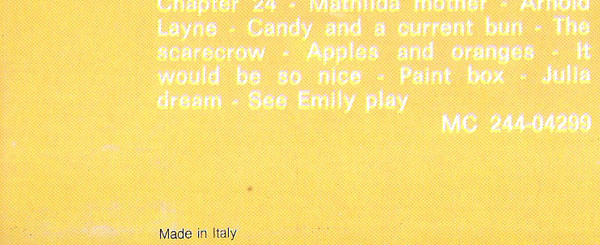 Chapter 24 - Mathilda mother - Arnold
Layne - Candy and a current bun - The
scarecrow - Apples and oranges - It
would be so nice - Paint box - Julia
dream - See Emily play
MC 244-04299
Made in Italy